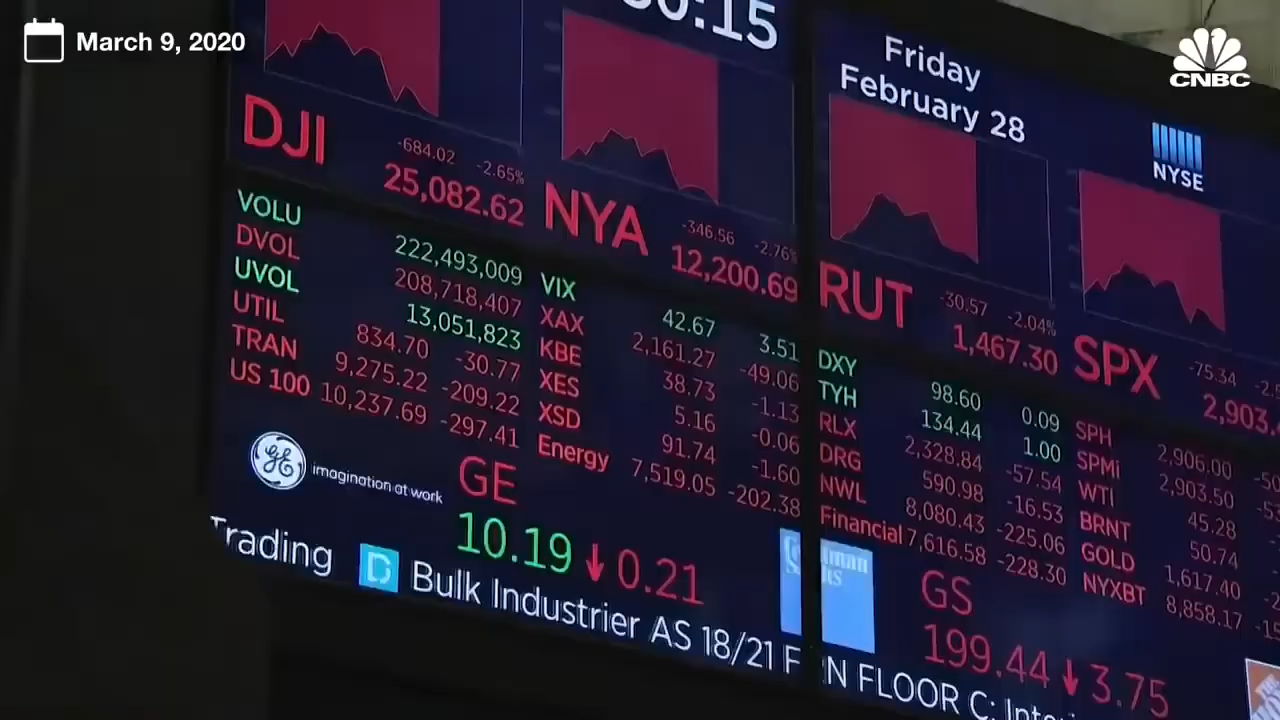 March 9, 2020
CNBC
:15
Friday
February 28
NYSE
DJI
-684.02 -2.65%
25,082.62
NYA
-346.56 -2.76%
12,200.69
RUT
-30.57 -2.04%
1,467.30
SPX
-75.34
2,903.
VOLU 222,493,009
DVOL 208,718,407
UVOL 13,051,823
UTIL 834.70 -30.77
TRAN 9,275.22 -209.22
US 100 10,237.69 -297.41
VIX 42.67 3.51
XAX 2,161.27 -49.06
KBE 38.73 -1.13
XES 5.16 -0.06
XSD 91.74 -1.60
Energy 7,519.05 -202.38
DXY 98.60 0.09
TYH 134.44 1.00
RLX 2,328.84 -57.54
DRG 590.98 -16.53
NWL 8,080.43 -225.06
Financial 7,616.58 -228.30
SPH 2,906.00
SPMi 2,903.50
WTI 45.28
BRNT 50.74
GOLD 1,617.40
NYXBT 8,858.17
GE
imagination at work
GE
10.19 ↓ 0.21
GS
199.44 ↓ 3.75
Trading D Bulk Industrier AS 18/21 F N FLOOR C: Inte